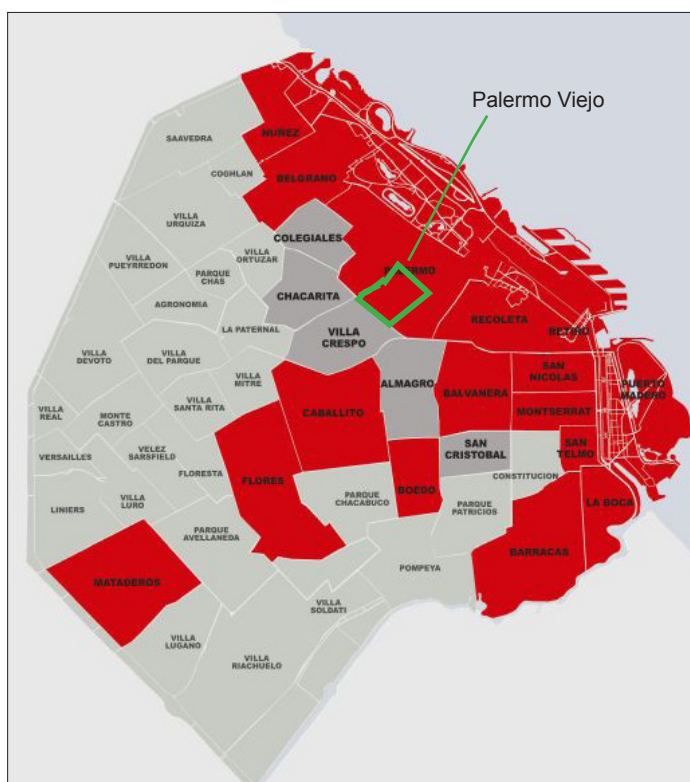 Palermo Viejo
NUÑEZ
SAAVEDRA
COGHLAN
BELGRANO
VILLA
URQUIZA
COLEGIALES
VILLA
PUEYRREDON
VILLA
ORTUZAR
PARQUE
CHAS
PALERMO
CHACARITA
AGRONOMIA
RECOLETA
LA PATERNAL
VILLA
CRESPO
RETIRO
VILLA
DEVOTO
VILLA
DEL PARQUE
SAN
NICOLAS
VILLA
MITRE
ALMAGRO
BALVANERA
PUERTO
MADERO
VILLA
REAL
MONTE
CASTRO
VILLA
SANTA RITA
CABALLITO
MONTSERRAT
VERSAILLES
VELEZ
SARSFIELD
FLORESTA
SAN
CRISTOBAL
SAN
TELMO
CONSTITUCION
FLORES
PARQUE
CHACABUCO
BOEDO
LINIERS
VILLA
LURO
PARQUE
PATRICIOS
LA BOCA
PARQUE
AVELLANEDA
BARRACAS
POMPEYA
MATADEROS
VILLA
SOLDATI
VILLA
LUGANO
VILLA
RIACHUELO